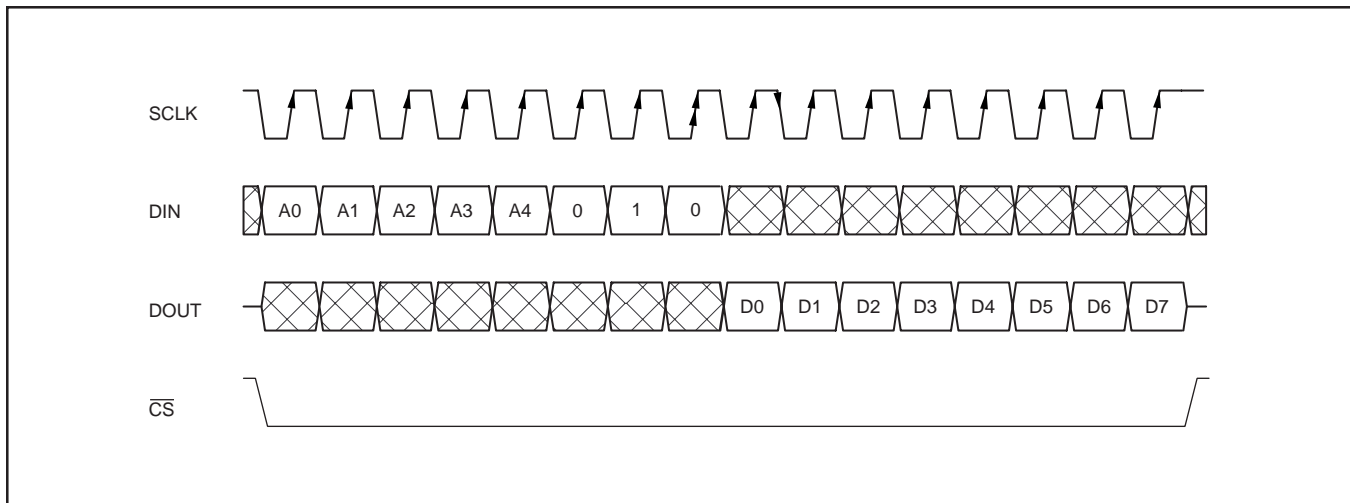 SCLK
DIN A0 A1 A2 A3 A4 0 1 0
DOUT D0 D1 D2 D3 D4 D5 D6 D7
C̅S̅